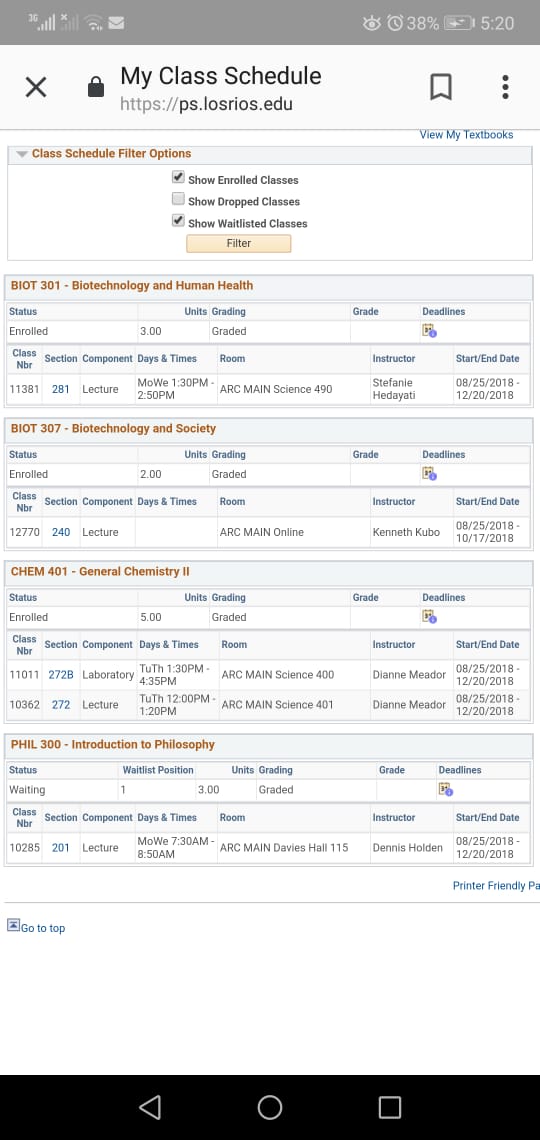 3G 38% 5:20
My Class Schedule
https://ps.losrios.edu
View My Textbooks
Class Schedule Filter Options
Show Enrolled Classes
Show Dropped Classes
Show Waitlisted Classes
Filter
BIOT 301 - Biotechnology and Human Health
Status Units Grading Grade Deadlines
Enrolled 3.00 Graded
Class Nbr Section Component Days & Times Room Instructor Start/End Date
11381 281 Lecture MoWe 1:30PM - 2:50PM ARC MAIN Science 490 Stefanie Hedayati 08/25/2018 - 12/20/2018
BIOT 307 - Biotechnology and Society
Status Units Grading Grade Deadlines
Enrolled 2.00 Graded
Class Nbr Section Component Days & Times Room Instructor Start/End Date
12770 240 Lecture ARC MAIN Online Kenneth Kubo 08/25/2018 - 10/17/2018
CHEM 401 - General Chemistry II
Status Units Grading Grade Deadlines
Enrolled 5.00 Graded
Class Nbr Section Component Days & Times Room Instructor Start/End Date
11011 272B Laboratory TuTh 1:30PM - 4:35PM ARC MAIN Science 400 Dianne Meador 08/25/2018 - 12/20/2018
10362 272 Lecture TuTh 12:00PM - 1:20PM ARC MAIN Science 401 Dianne Meador 08/25/2018 - 12/20/2018
PHIL 300 - Introduction to Philosophy
Status Waitlist Position Units Grading Grade Deadlines
Waiting 1 3.00 Graded
Class Nbr Section Component Days & Times Room Instructor Start/End Date
10285 201 Lecture MoWe 7:30AM - 8:50AM ARC MAIN Davies Hall 115 Dennis Holden 08/25/2018 - 12/20/2018
Printer Friendly Pa
Go to top